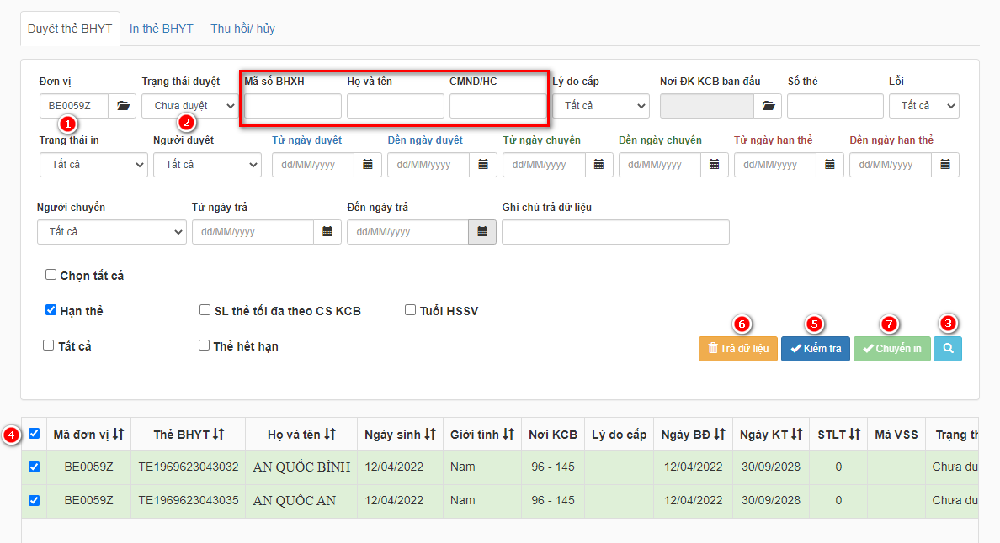 Duyệt thẻ BHYT In thẻ BHYT Thu hồi/ hủy
Đơn vị Trạng thái duyệt Mã số BHXH Họ và tên CMND/HC Lý do cấp Nơi ĐK KCB ban đầu Số thẻ Lỗi
BE0059Z Chưa duyệt Tất cả Tất cả
1 2
Trạng thái in Người duyệt Từ ngày duyệt Đến ngày duyệt Từ ngày chuyển Đến ngày chuyển Từ ngày hạn thẻ Đến ngày hạn thẻ
Tất cả Tất cả dd/MM/yyyy dd/MM/yyyy dd/MM/yyyy dd/MM/yyyy dd/MM/yyyy dd/MM/yyyy
Người chuyển Từ ngày trả Đến ngày trả Ghi chú trả dữ liệu
Tất cả dd/MM/yyyy dd/MM/yyyy
Chọn tất cả
Hạn thẻ SL thẻ tối đa theo CS KCB Tuổi HSSV
6 5 7 3
Tất cả Thẻ hết hạn Trả dữ liệu Kiểm tra Chuyển in
4 Mã đơn vị Thẻ BHYT Họ và tên Ngày sinh Giới tính Nơi KCB Lý do cấp Ngày BĐ Ngày KT STLT Mã VSS Trạng th
BE0059Z TE1969623043032 AN QUỐC BÌNH 12/04/2022 Nam 96 - 145 12/04/2022 30/09/2028 0 Chưa du
BE0059Z TE1969623043035 AN QUỐC AN 12/04/2022 Nam 96 - 145 12/04/2022 30/09/2028 0 Chưa du